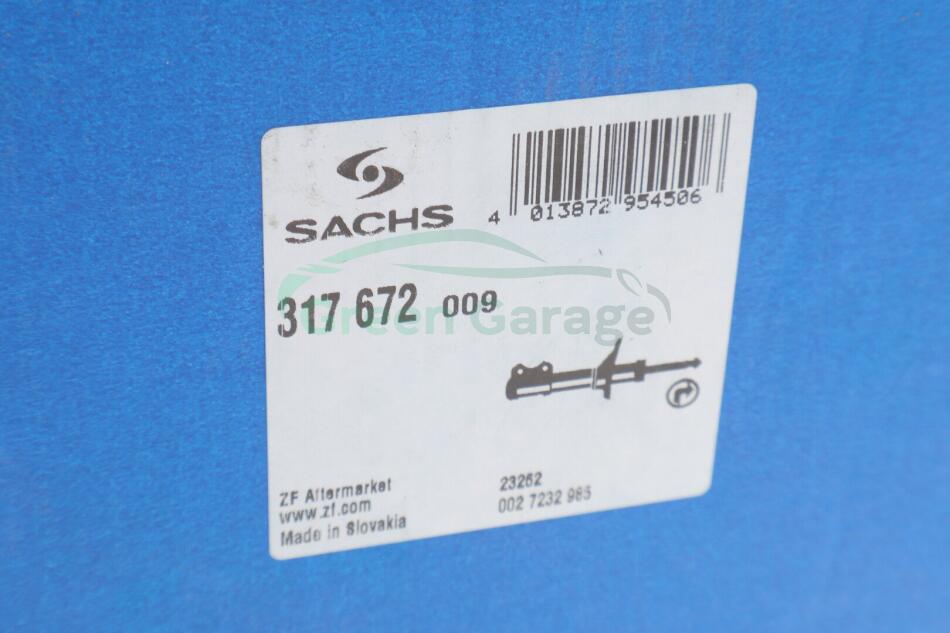 SACHS
4 013872 954506
317 672 009
Green Garage
ZF Aftermarket
www.zf.com
Made in Slovakia
23262
002 7232 985